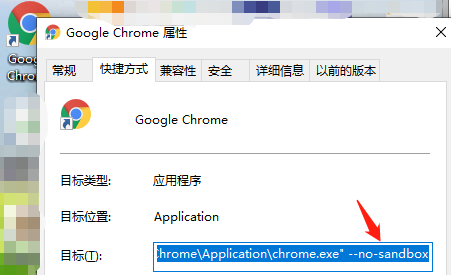 Google
Chrome
Google Chrome 属性
常规
快捷方式
兼容性
安全
详细信息
以前的版本
Google Chrome
目标类型:
应用程序
目标位置:
Application
目标(T):
Chrome\Application\chrome.exe" --no-sandbox